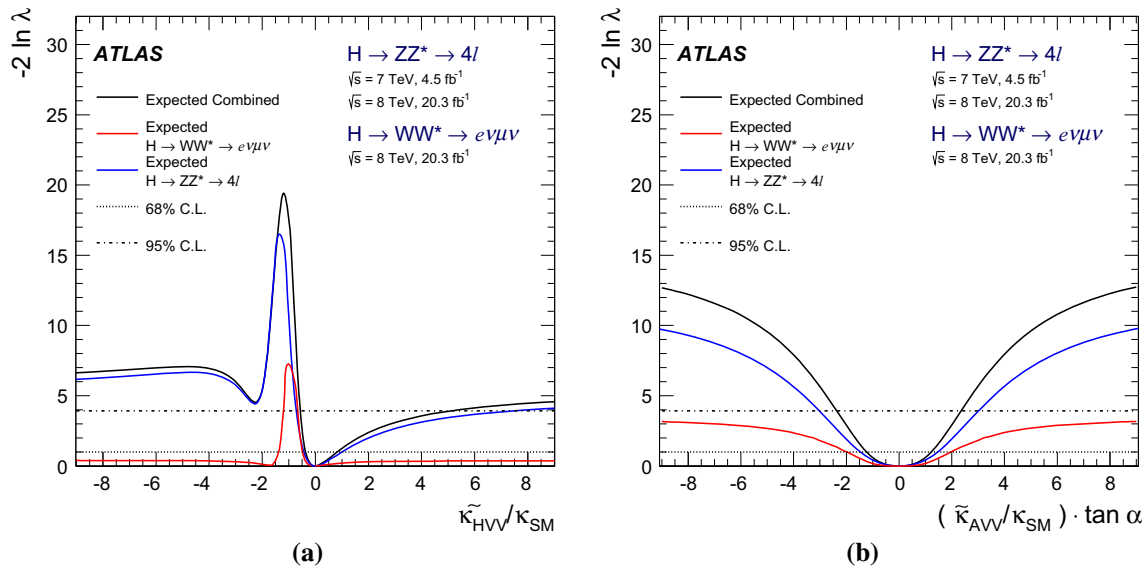 -2 ln λ
30
25
20
15
10
5
0
ATLAS
H → ZZ* → 4l
√s = 7 TeV, 4.5 fb⁻¹
√s = 8 TeV, 20.3 fb⁻¹
H → WW* → eνμν
√s = 8 TeV, 20.3 fb⁻¹
Expected Combined
Expected
H → WW* → eνμν
Expected
H → ZZ* → 4l
68% C.L.
95% C.L.
-8 -6 -4 -2 0 2 4 6 8
κ̃_HVV/κ_SM
(a)
-2 ln λ
30
25
20
15
10
5
0
ATLAS
H → ZZ* → 4l
√s = 7 TeV, 4.5 fb⁻¹
√s = 8 TeV, 20.3 fb⁻¹
H → WW* → eνμν
√s = 8 TeV, 20.3 fb⁻¹
Expected Combined
Expected
H → WW* → eνμν
Expected
H → ZZ* → 4l
68% C.L.
95% C.L.
-8 -6 -4 -2 0 2 4 6 8
( κ̃_AVV/κ_SM ) · tan α
(b)